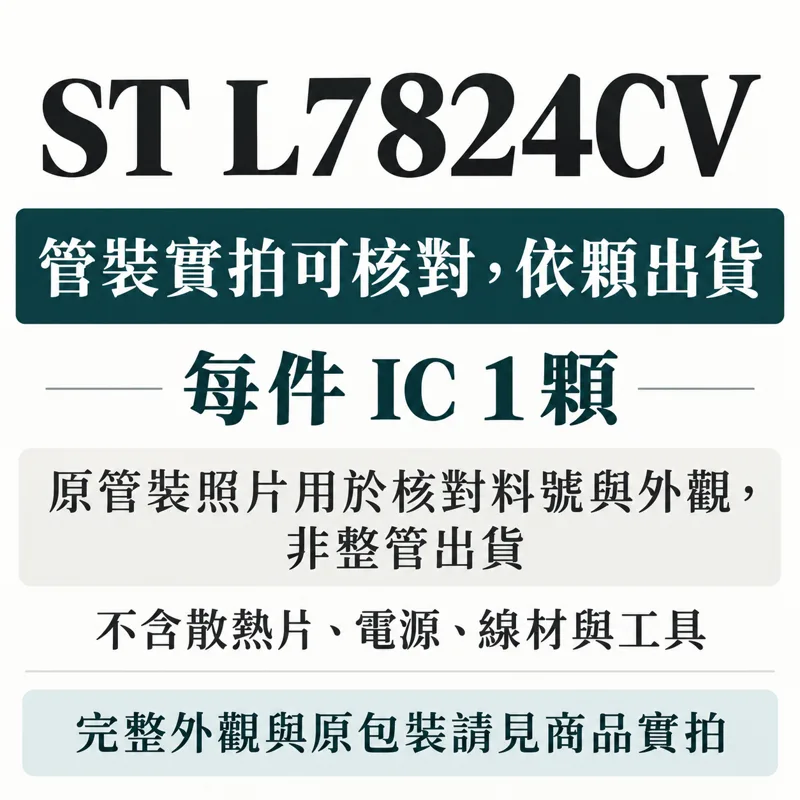 ST L7824CV
管裝實拍可核對，依顆出貨
每件 IC 1 顆
原管裝照片用於核對料號與外觀，
非整管出貨
不含散熱片、電源、線材與工具
完整外觀與原包裝請見商品實拍